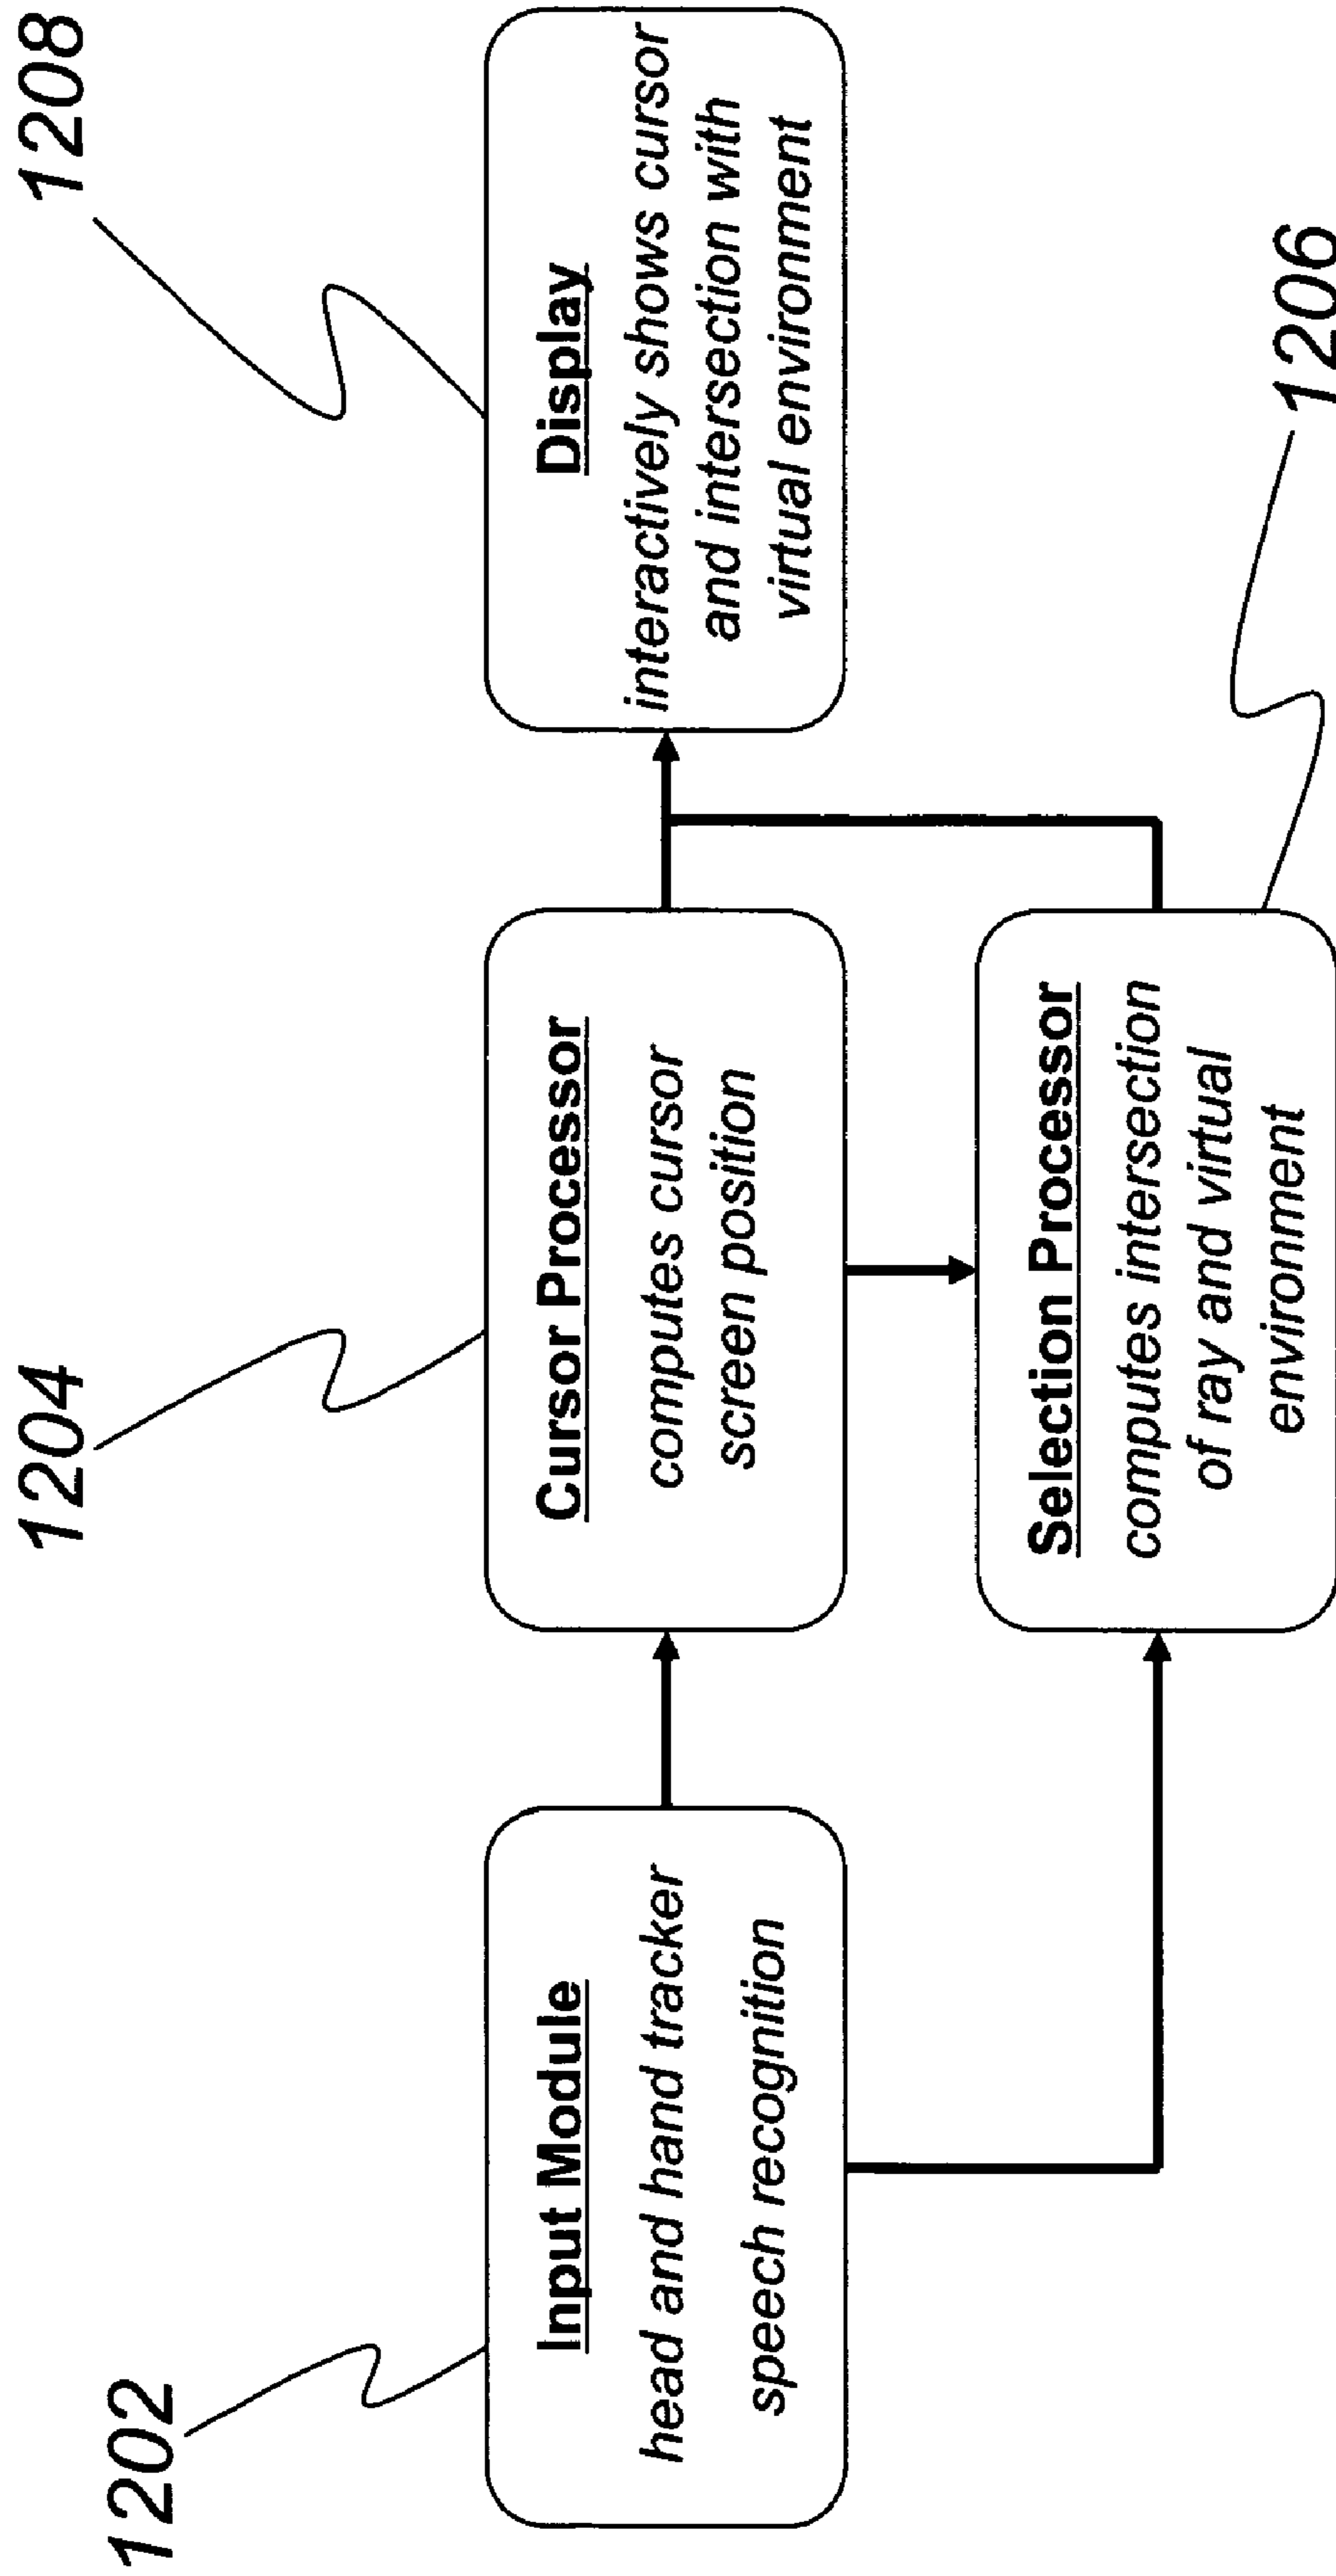 1202
Input Module
head and hand tracker
speech recognition
1204
Cursor Processor
computes cursor
screen position
1206
Selection Processor
computes intersection
of ray and virtual
environment
1208
Display
interactively shows cursor
and intersection with
virtual environment